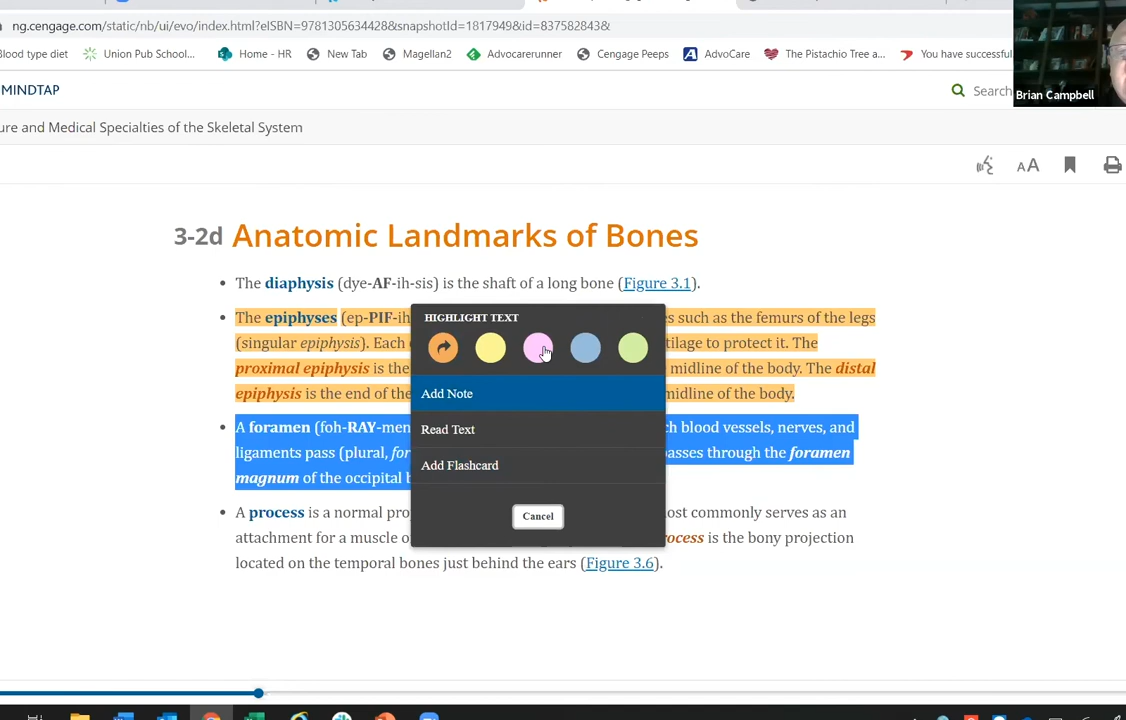 ng.cengage.com/static/nb/ui/evo/index.html?eISBN=9781305634428&snapshotId=1817949&id=837582843&
Blood type diet Union Pub School... Home - HR New Tab Magellan2 Advocarerunner Cengage Peeps AdvoCare The Pistachio Tree a... You have successful
MINDTAP
Search
Brian Campbell
ure and Medical Specialties of the Skeletal System
AA
3-2d Anatomic Landmarks of Bones
• The diaphysis (dye-AF-ih-sis) is the shaft of a long bone (Figure 3.1).
• The epiphyses (ep-PIF-ih s such as the femurs of the legs
(singular epiphysis). Each tilage to protect it. The
proximal epiphysis is the midline of the body. The distal
epiphysis is the end of the midline of the body.
• A foramen (foh-RAY-men ch blood vessels, nerves, and
ligaments pass (plural, for passes through the foramen
magnum of the occipital b
• A process is a normal pro ost commonly serves as an
attachment for a muscle o ocess is the bony projection
located on the temporal bones just behind the ears (Figure 3.6).
HIGHLIGHT TEXT
Add Note
Read Text
Add Flashcard
Cancel